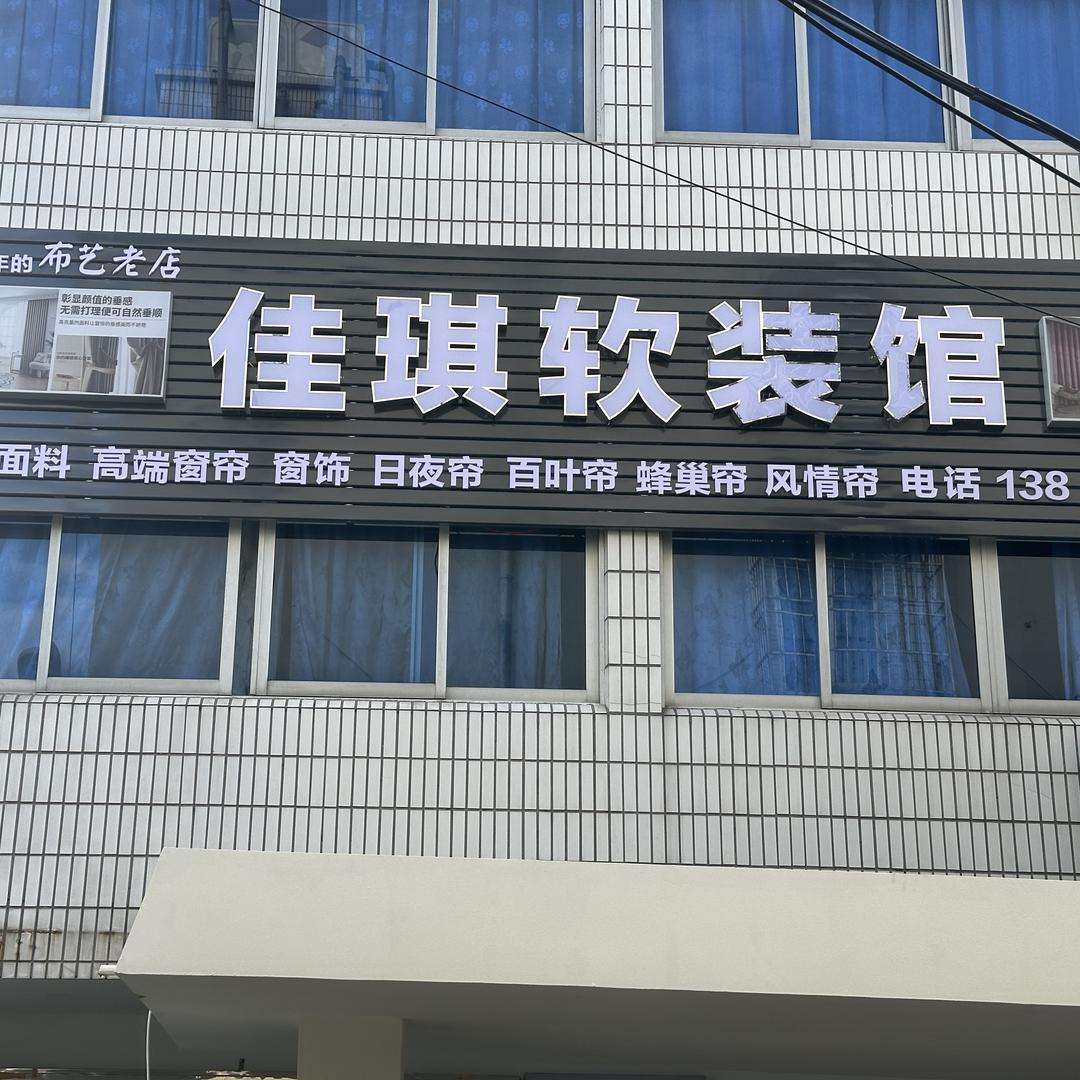 年的 布艺老店
彰显颜值的垂感
无需打理便可自然垂顺
佳琪软装馆
面料 高端窗帘 窗饰 日夜帘 百叶帘 蜂巢帘 风情帘 电话 138